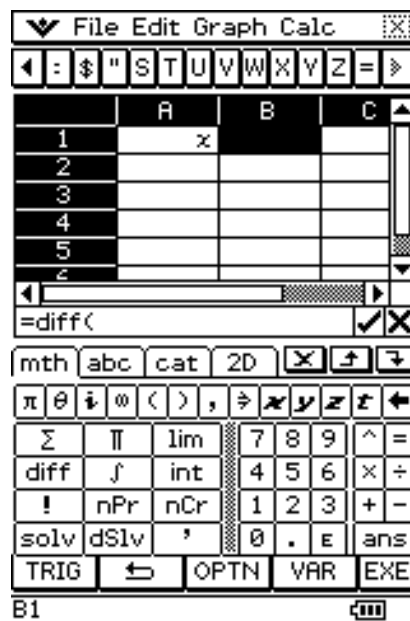 File Edit Graph Calc
: $ " S T U V W X Y Z =
A B C
1 x
2
3
4
5
=diff(
mth abc cat 2D
π θ i ∞ ( ) , ⇒ x y z t ←
Σ Π lim 7 8 9 ^ =
diff ∫ int 4 5 6 × ÷
! nPr nCr 1 2 3 + −
solv dSlv ' 0 . E ans
TRIG OPTN VAR EXE
B1